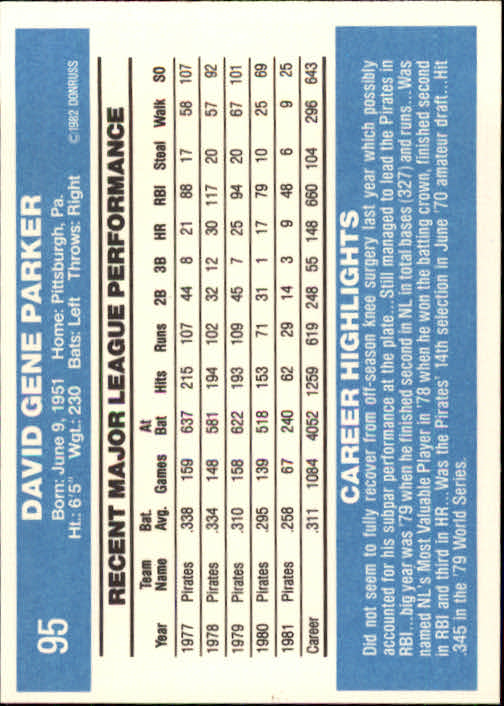 95
DAVID GENE PARKER
Born: June 9, 1951 Home: Pittsburgh, Pa.
Ht.: 6'5" Wgt.: 230 Bats: Left Throws: Right
©1982 DONRUSS
RECENT MAJOR LEAGUE PERFORMANCE
Year Team Name Bat. Avg. Games At Bat Hits Runs 2B 3B HR RBI Steal Walk SO
1977 Pirates .338 159 637 215 107 44 8 21 88 17 58 107
1978 Pirates .334 148 581 194 102 32 12 30 117 20 57 92
1979 Pirates .310 158 622 193 109 45 7 25 94 20 67 101
1980 Pirates .295 139 518 153 71 31 1 17 79 10 25 69
1981 Pirates .258 67 240 62 29 14 3 9 48 6 9 25
Career .311 1084 4052 1259 619 248 55 148 660 104 296 643
CAREER HIGHLIGHTS
Did not seem to fully recover from off-season knee surgery last year which possibly
accounted for his subpar performance at the plate...Still managed to lead the Pirates in
RBI...big year was '79 when he finished second in NL in total bases (327) and runs...Was
named NL's Most Valuable Player in '78 when he won the batting crown, finished second
in RBI and third in HR...Was the Pirates' 14th selection in June '70 amateur draft...Hit
.345 in the '79 World Series.